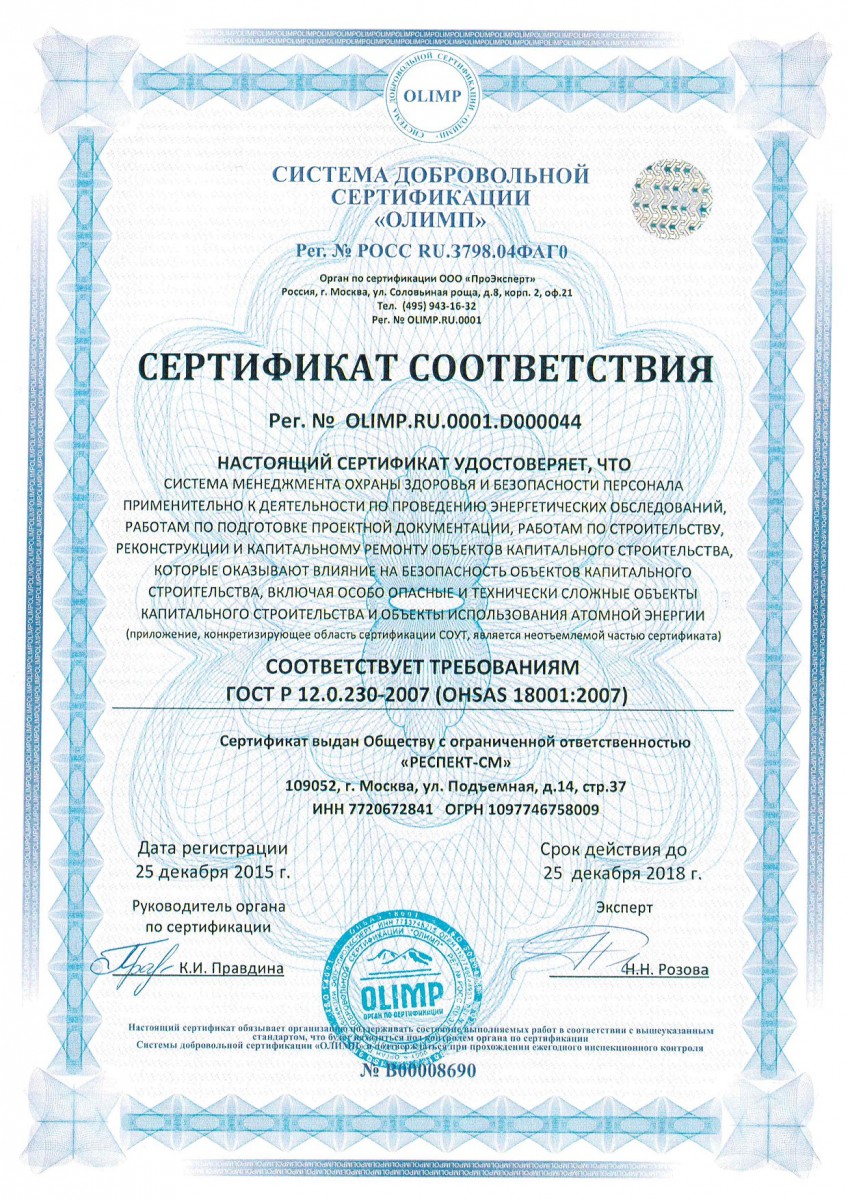 OLIMP
СИСТЕМА ДОБРОВОЛЬНОЙ СЕРТИФИКАЦИИ «ОЛИМП»
СИСТЕМА ДОБРОВОЛЬНОЙ
СЕРТИФИКАЦИИ
«ОЛИМП»
Рег. № РОСС RU.З798.04ФАГ0
Орган по сертификации ООО «ПроЭксперт»
Россия, г. Москва, ул. Соловьиная роща, д.8, корп. 2, оф.21
Тел. (495) 943-16-32
Рег. № OLIMP.RU.0001
СЕРТИФИКАТ СООТВЕТСТВИЯ
Рег. № OLIMP.RU.0001.D000044
НАСТОЯЩИЙ СЕРТИФИКАТ УДОСТОВЕРЯЕТ, ЧТО
СИСТЕМА МЕНЕДЖМЕНТА ОХРАНЫ ЗДОРОВЬЯ И БЕЗОПАСНОСТИ ПЕРСОНАЛА
ПРИМЕНИТЕЛЬНО К ДЕЯТЕЛЬНОСТИ ПО ПРОВЕДЕНИЮ ЭНЕРГЕТИЧЕСКИХ ОБСЛЕДОВАНИЙ,
РАБОТАМ ПО ПОДГОТОВКЕ ПРОЕКТНОЙ ДОКУМЕНТАЦИИ, РАБОТАМ ПО СТРОИТЕЛЬСТВУ,
РЕКОНСТРУКЦИИ И КАПИТАЛЬНОМУ РЕМОНТУ ОБЪЕКТОВ КАПИТАЛЬНОГО СТРОИТЕЛЬСТВА,
КОТОРЫЕ ОКАЗЫВАЮТ ВЛИЯНИЕ НА БЕЗОПАСНОСТЬ ОБЪЕКТОВ КАПИТАЛЬНОГО
СТРОИТЕЛЬСТВА, ВКЛЮЧАЯ ОСОБО ОПАСНЫЕ И ТЕХНИЧЕСКИ СЛОЖНЫЕ ОБЪЕКТЫ
КАПИТАЛЬНОГО СТРОИТЕЛЬСТВА И ОБЪЕКТЫ ИСПОЛЬЗОВАНИЯ АТОМНОЙ ЭНЕРГИИ
(приложение, конкретизирующее область сертификации СОУТ, является неотъемлемой частью сертификата)
СООТВЕТСТВУЕТ ТРЕБОВАНИЯМ
ГОСТ Р 12.0.230-2007 (OHSAS 18001:2007)
Сертификат выдан Обществу с ограниченной ответственностью
«РЕСПЕКТ-СМ»
109052, г. Москва, ул. Подъемная, д.14, стр.37
ИНН 7720672841 ОГРН 1097746758009
Дата регистрации
25 декабря 2015 г.
Срок действия до
25 декабря 2018 г.
Руководитель органа
по сертификации
Эксперт
К.И. Правдина
Н.Н. Розова
OLIMP
ОРГАН ПО СЕРТИФИКАЦИИ
Настоящий сертификат обязывает организацию поддерживать состояние выполняемых работ в соответствии с вышеуказанным
стандартом, что будет находиться под контролем органа по сертификации
Системы добровольной сертификации «ОЛИМП» и подтверждаться при прохождении ежегодного инспекционного контроля
№ В00008690